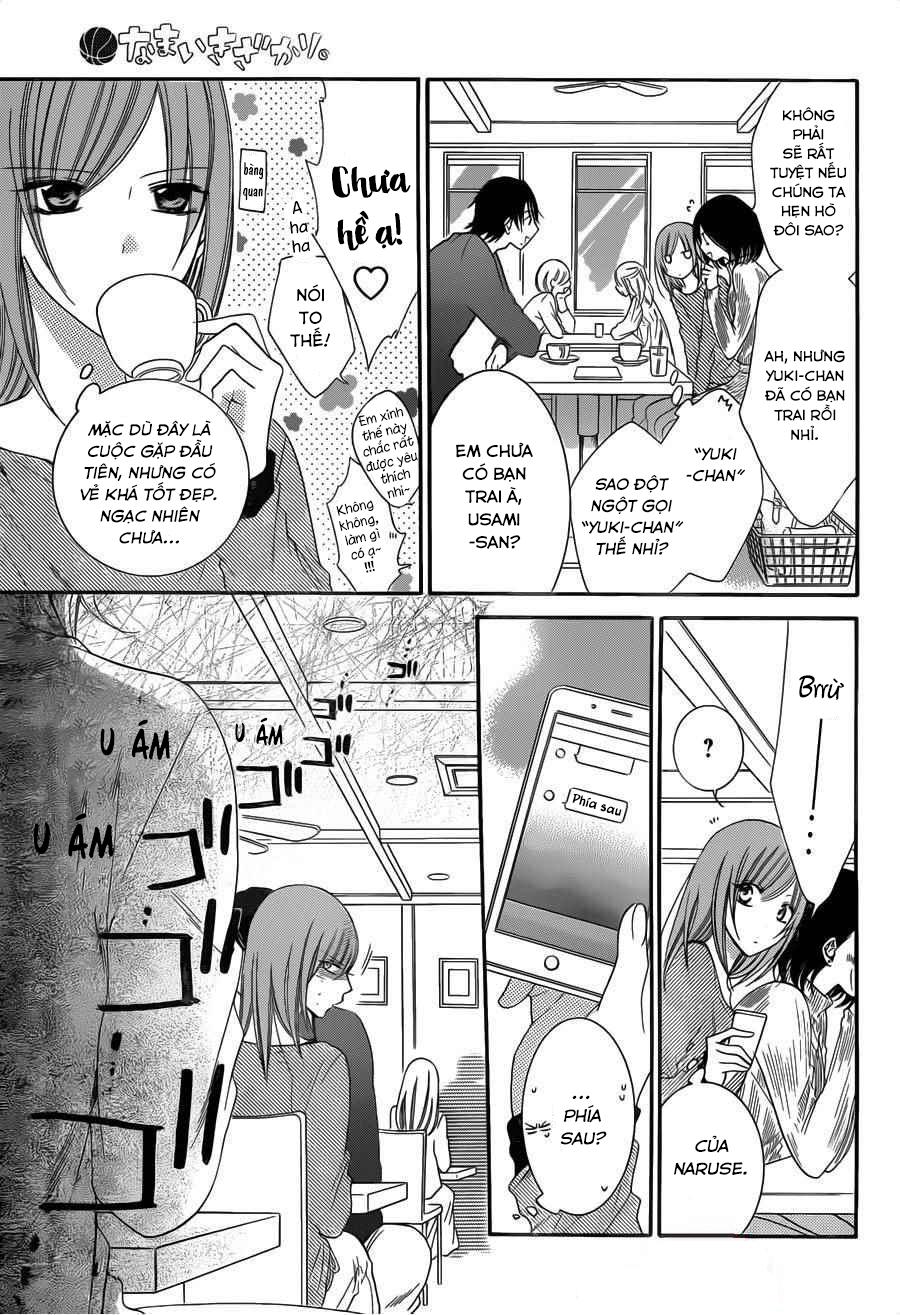 なまいきざかり。
KHÔNG
PHẢI
SẼ RẤT
TUYỆT NẾU
CHÚNG TA
HẸN HÒ
ĐÔI SAO?
AH, NHƯNG
YUKI-CHAN
ĐÃ CÓ BẠN
TRAI RỒI
NHỈ.
“YUKI
-CHAN”
SAO ĐỘT
NGỘT GỌI
“YUKI-CHAN”
THẾ NHỈ?
EM CHƯA
CÓ BẠN
TRAI À,
USAMI
-SAN?
Chưa
hề ạ!
A
ha
ha
NÓI
TO
THẾ!
bàng
quan
Em xinh
thế này
chắc rất
được yêu
thích
nhỉ~
Không
không,
làm gì
có ạ~
!!!
MẶC DÙ ĐÂY LÀ
CUỘC GẶP ĐẦU
TIÊN, NHƯNG CÓ
VẺ KHÁ TỐT ĐẸP.
NGẠC NHIÊN
CHƯA...
Brrừ
?
CỦA
NARUSE.
Phía sau
...
PHÍA
SAU?
ゴゴ
ゴ
ゴ
ゴ
ゴ
U ÁM
U ÁM
U ÁM